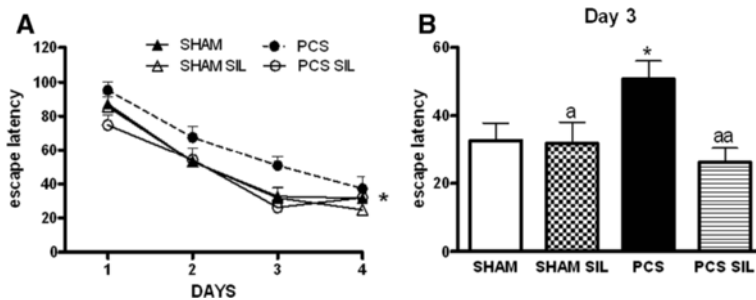 A
SHAM
PCS
SHAM SIL
PCS SIL
escape latency
120
100
80
60
40
20
0
*
1
2
3
4
DAYS
B
Day 3
escape latency
60
40
20
0
a
*
aa
SHAM
SHAM SIL
PCS
PCS SIL